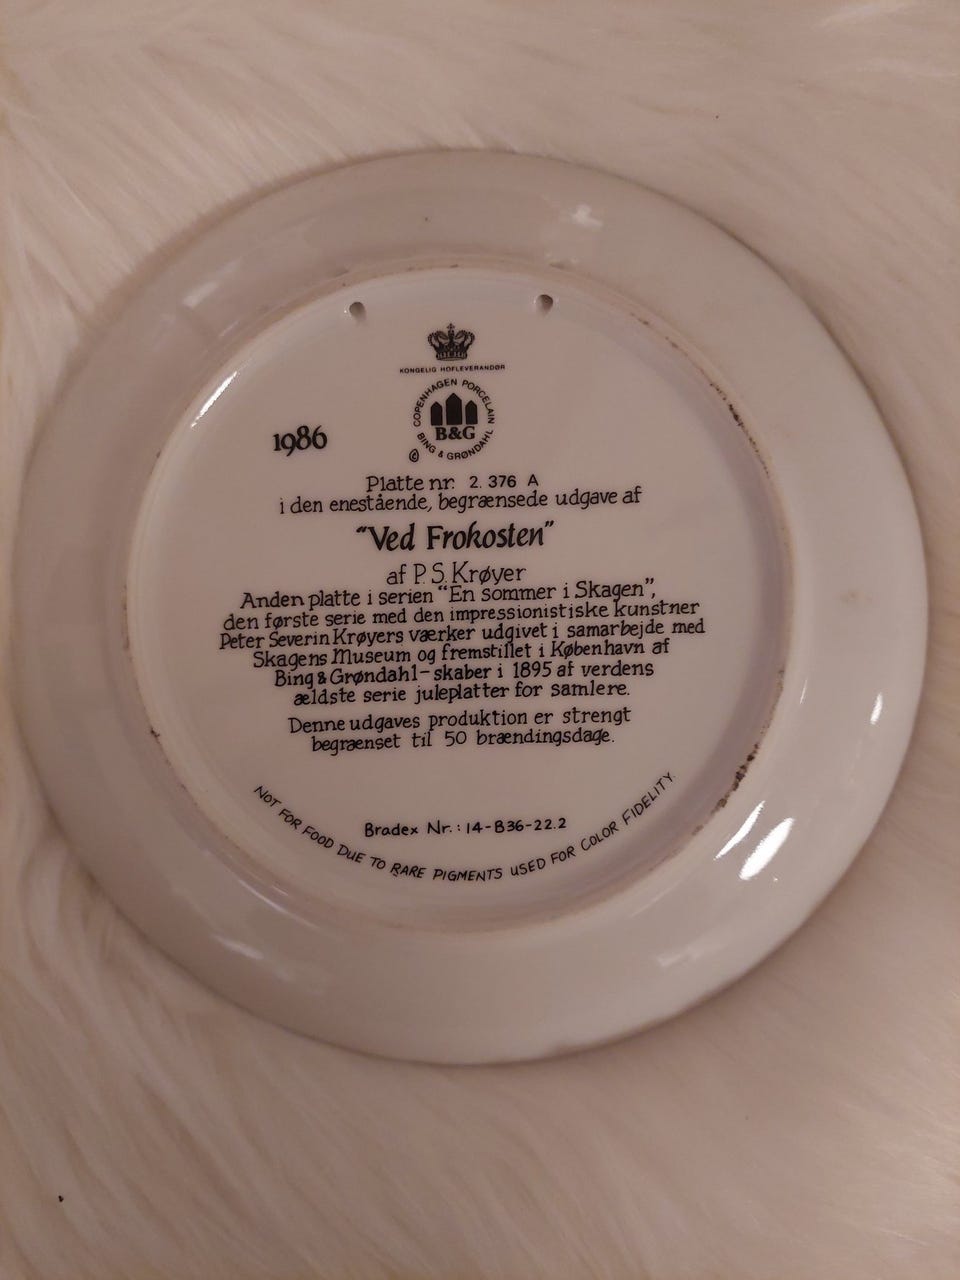 KONGELIG HOFLEVERANDØR
COPENHAGEN PORCELAIN
B&G
© BING & GRØNDAHL
1986
Platte nr. 2. 376 A
i den enestående, begrænsede udgave af
"Ved Frokosten"
af P. S. Krøyer
Anden platte i serien "En sommer i Skagen",
den første serie med den impressionistiske kunstner
Peter Severin Krøyers værker udgivet i samarbejde med
Skagens Museum og fremstillet i København af
Bing & Grøndahl - skaber i 1895 af verdens
ældste serie juleplatter for samlere.
Denne udgaves produktion er strengt
begrænset til 50 brændingsdage.
Bradex Nr.: 14-B36-22.2
NOT FOR FOOD DUE TO RARE PIGMENTS USED FOR COLOR FIDELITY.